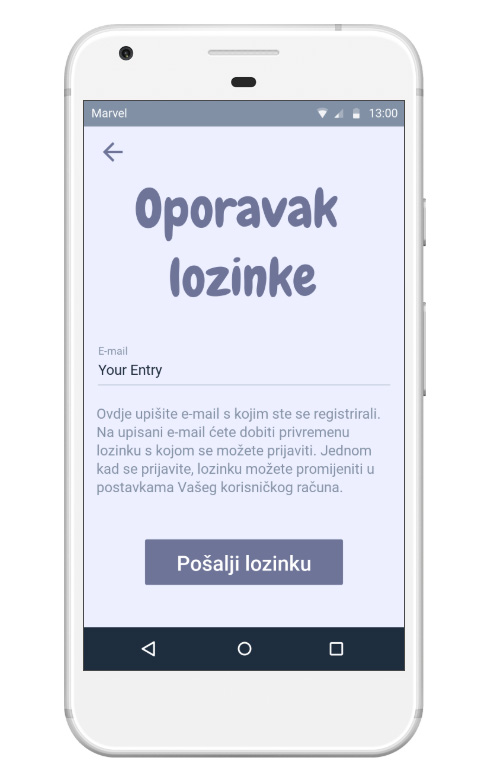 Marvel 13:00
Oporavak
lozinke
E-mail
Your Entry
Ovdje upišite e-mail s kojim ste se registrirali.
Na upisani e-mail ćete dobiti privremenu
lozinku s kojom se možete prijaviti. Jednom
kad se prijavite, lozinku možete promijeniti u
postavkama Vašeg korisničkog računa.
Pošalji lozinku